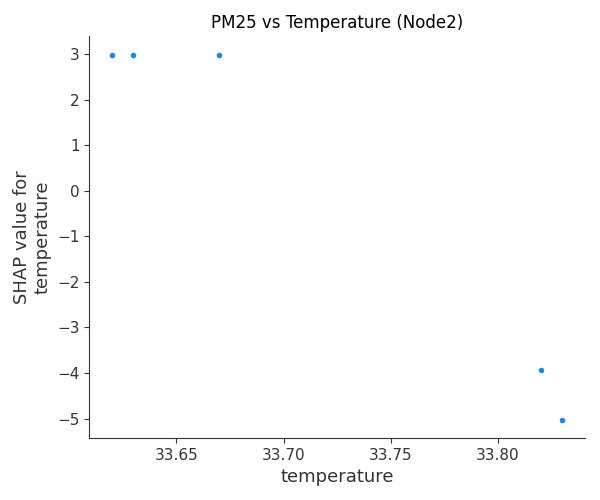 PM25 vs Temperature (Node2)
3
2
1
0
−1
−2
−3
−4
−5
SHAP value for
temperature
33.65 33.70 33.75 33.80
temperature